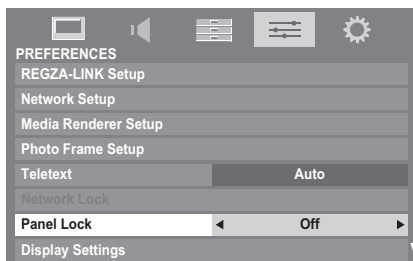 PREFERENCES
REGZA-LINK Setup
Network Setup
Media Renderer Setup
Photo Frame Setup
Teletext Auto
Network Lock
Panel Lock Off
Display Settings